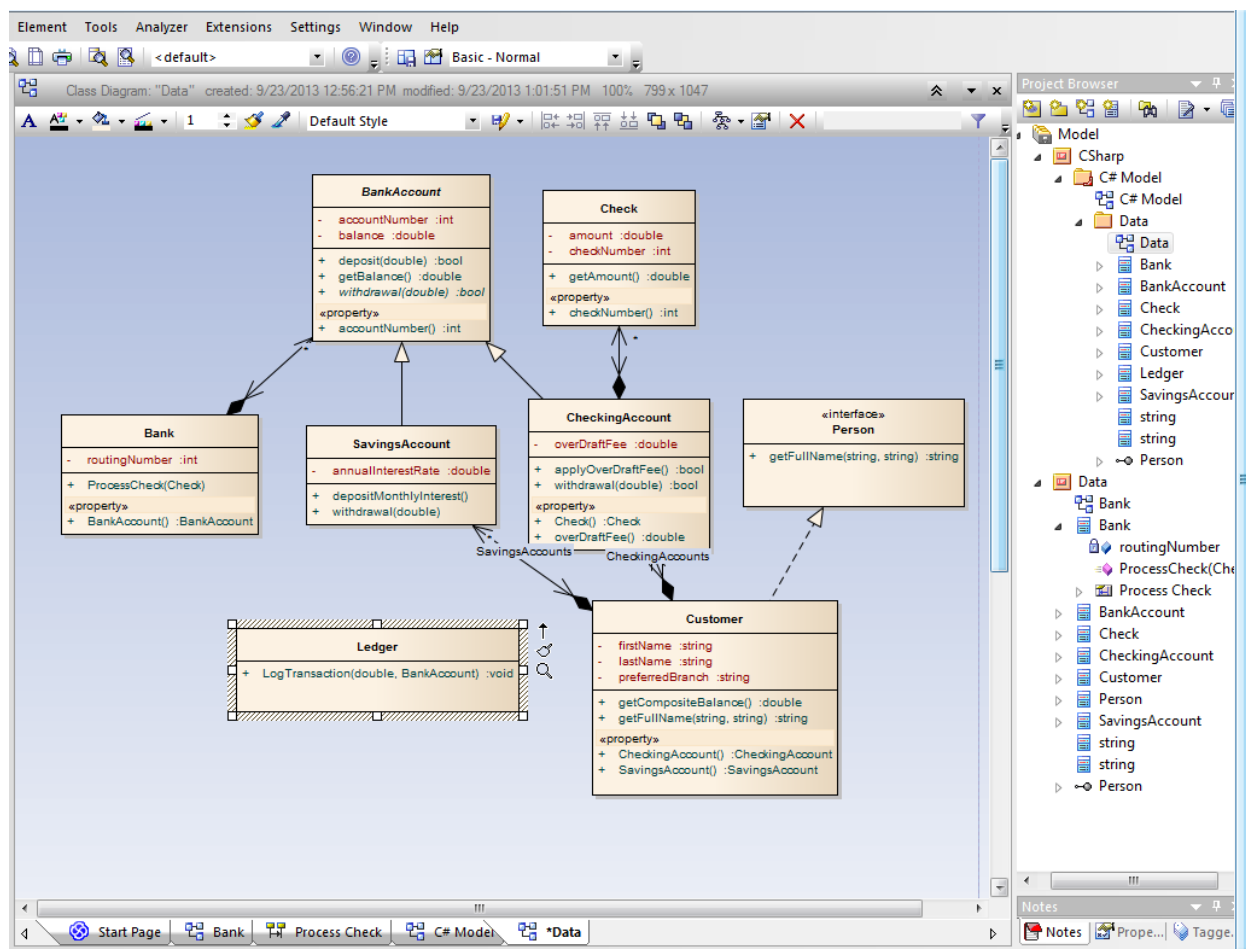 Element Tools Analyzer Extensions Settings Window Help
<default> Basic - Normal
Class Diagram: "Data" created: 9/23/2013 12:56:21 PM modified: 9/23/2013 1:01:51 PM 100% 799 x 1047
A 1 Default Style
BankAccount
- accountNumber :int
- balance :double
+ deposit(double) :bool
+ getBalance() :double
+ withdrawal(double) :bool
«property»
+ accountNumber() :int
Check
- amount :double
- checkNumber :int
+ getAmount() :double
«property»
+ checkNumber() :int
*
*
Bank
- routingNumber :int
+ ProcessCheck(Check)
«property»
+ BankAccount() :BankAccount
SavingsAccount
- annualInterestRate :double
+ depositMonthlyInterest()
+ withdrawal(double)
CheckingAccount
- overDraftFee :double
+ applyOverDraftFee() :bool
+ withdrawal(double) :bool
«property»
+ Check() :Check
+ overDraftFee() :double
«interface»
Person
+ getFullName(string, string) :string
SavingsAccounts
CheckingAccounts
Ledger
+ LogTransaction(double, BankAccount) :void
Customer
- firstName :string
- lastName :string
- preferredBranch :string
+ getCompositeBalance() :double
+ getFullName(string, string) :string
«property»
+ CheckingAccount() :CheckingAccount
+ SavingsAccount() :SavingsAccount
Start Page Bank Process Check C# Model *Data
Project Browser
Model
CSharp
C# Model
C# Model
Data
Data
Bank
BankAccount
Check
CheckingAcco
Customer
Ledger
SavingsAccour
string
string
Person
Data
Bank
Bank
routingNumber
ProcessCheck(Che
Process Check
BankAccount
Check
CheckingAccount
Customer
Person
SavingsAccount
string
string
Person
Notes
Notes Prope... Tagge.